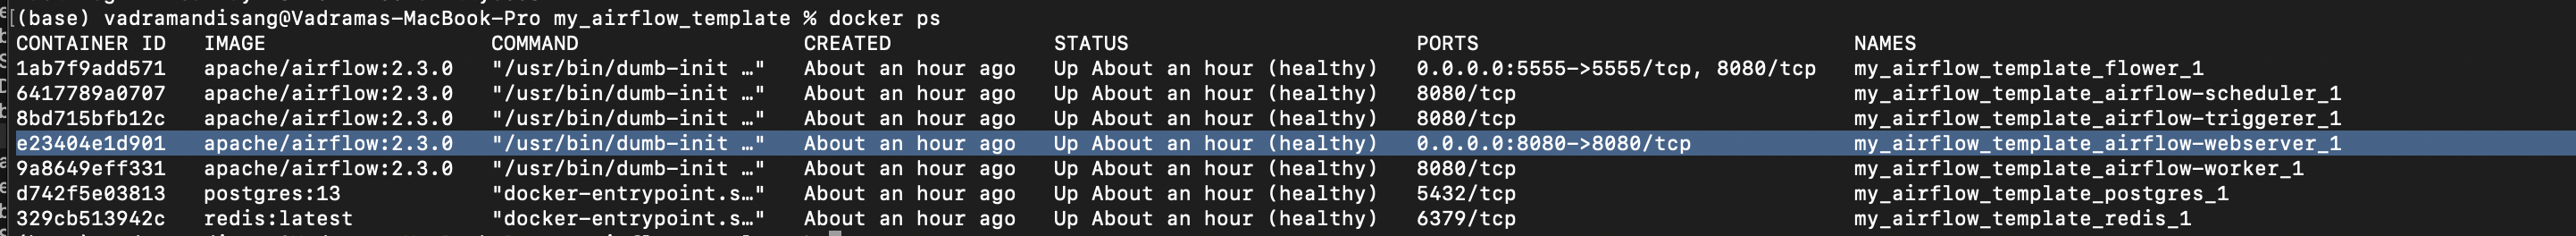 [(base) vadramandisang@Vadramas-MacBook-Pro my_airflow_template % docker ps
CONTAINER ID   IMAGE   COMMAND   CREATED   STATUS   PORTS   NAMES
1ab7f9add571   apache/airflow:2.3.0   "/usr/bin/dumb-init …"   About an hour ago   Up About an hour (healthy)   0.0.0.0:5555->5555/tcp, 8080/tcp   my_airflow_template_flower_1
6417789a0707   apache/airflow:2.3.0   "/usr/bin/dumb-init …"   About an hour ago   Up About an hour (healthy)   8080/tcp   my_airflow_template_airflow-scheduler_1
8bd715bfb12c   apache/airflow:2.3.0   "/usr/bin/dumb-init …"   About an hour ago   Up About an hour (healthy)   8080/tcp   my_airflow_template_airflow-triggerer_1
e23404e1d901   apache/airflow:2.3.0   "/usr/bin/dumb-init …"   About an hour ago   Up About an hour (healthy)   0.0.0.0:8080->8080/tcp   my_airflow_template_airflow-webserver_1
9a8649eff331   apache/airflow:2.3.0   "/usr/bin/dumb-init …"   About an hour ago   Up About an hour (healthy)   8080/tcp   my_airflow_template_airflow-worker_1
d742f5e03813   postgres:13   "docker-entrypoint.s…"   About an hour ago   Up About an hour (healthy)   5432/tcp   my_airflow_template_postgres_1
329cb513942c   redis:latest   "docker-entrypoint.s…"   About an hour ago   Up About an hour (healthy)   6379/tcp   my_airflow_template_redis_1